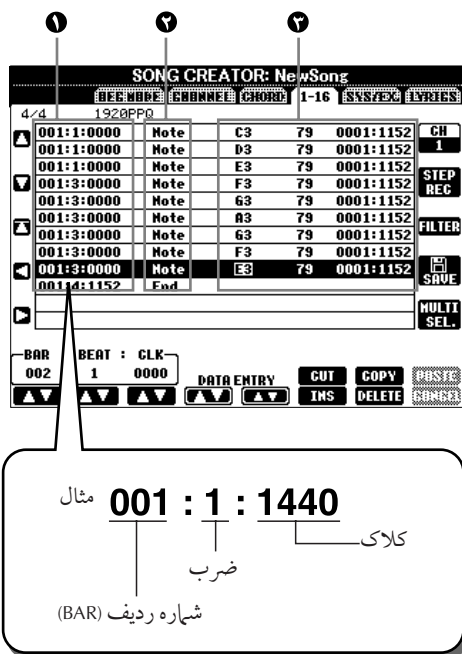 ۱ ۲ ۳
SONG CREATOR: NewSong
REC MODE CHANNEL CHORD 1-16 SYS/EX. LYRICS
4/4 1920PPQ
001:1:0000 Note C3 79 0001:1152
001:1:0000 Note D3 79 0001:1152
001:1:0000 Note E3 79 0001:1152
001:3:0000 Note F3 79 0001:1152
001:3:0000 Note G3 79 0001:1152
001:3:0000 Note A3 79 0001:1152
001:3:0000 Note G3 79 0001:1152
001:3:0000 Note F3 79 0001:1152
001:3:0000 Note E3 79 0001:1152
001:4:1152 End
CH
1
STEP
REC
FILTER
SAVE
MULTI
SEL.
BAR BEAT : CLK
002 1 0000
DATA ENTRY
CUT COPY PASTE
INS DELETE CANCEL
مثال 001 : 1 : 1440
کلاک
ضرب
شماره ردیف (BAR)